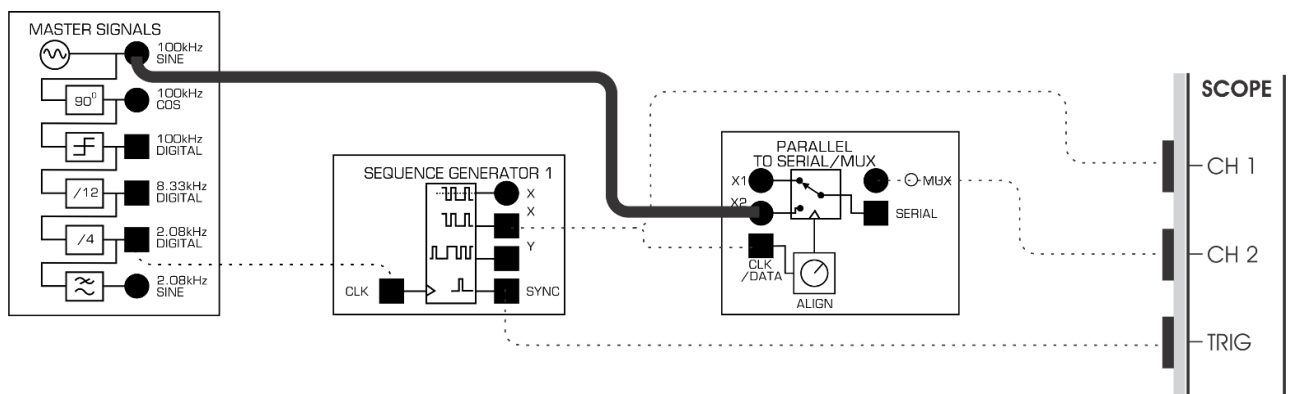 MASTER SIGNALS
100kHz
SINE
90⁰
100kHz
COS
100kHz
DIGITAL
/12
8.33kHz
DIGITAL
/4
2.08kHz
DIGITAL
2.08kHz
SINE
SEQUENCE GENERATOR 1
X
X
Y
CLK
SYNC
PARALLEL
TO SERIAL/MUX
X1
MUX
X2
SERIAL
CLK
/DATA
ALIGN
SCOPE
CH 1
CH 2
TRIG